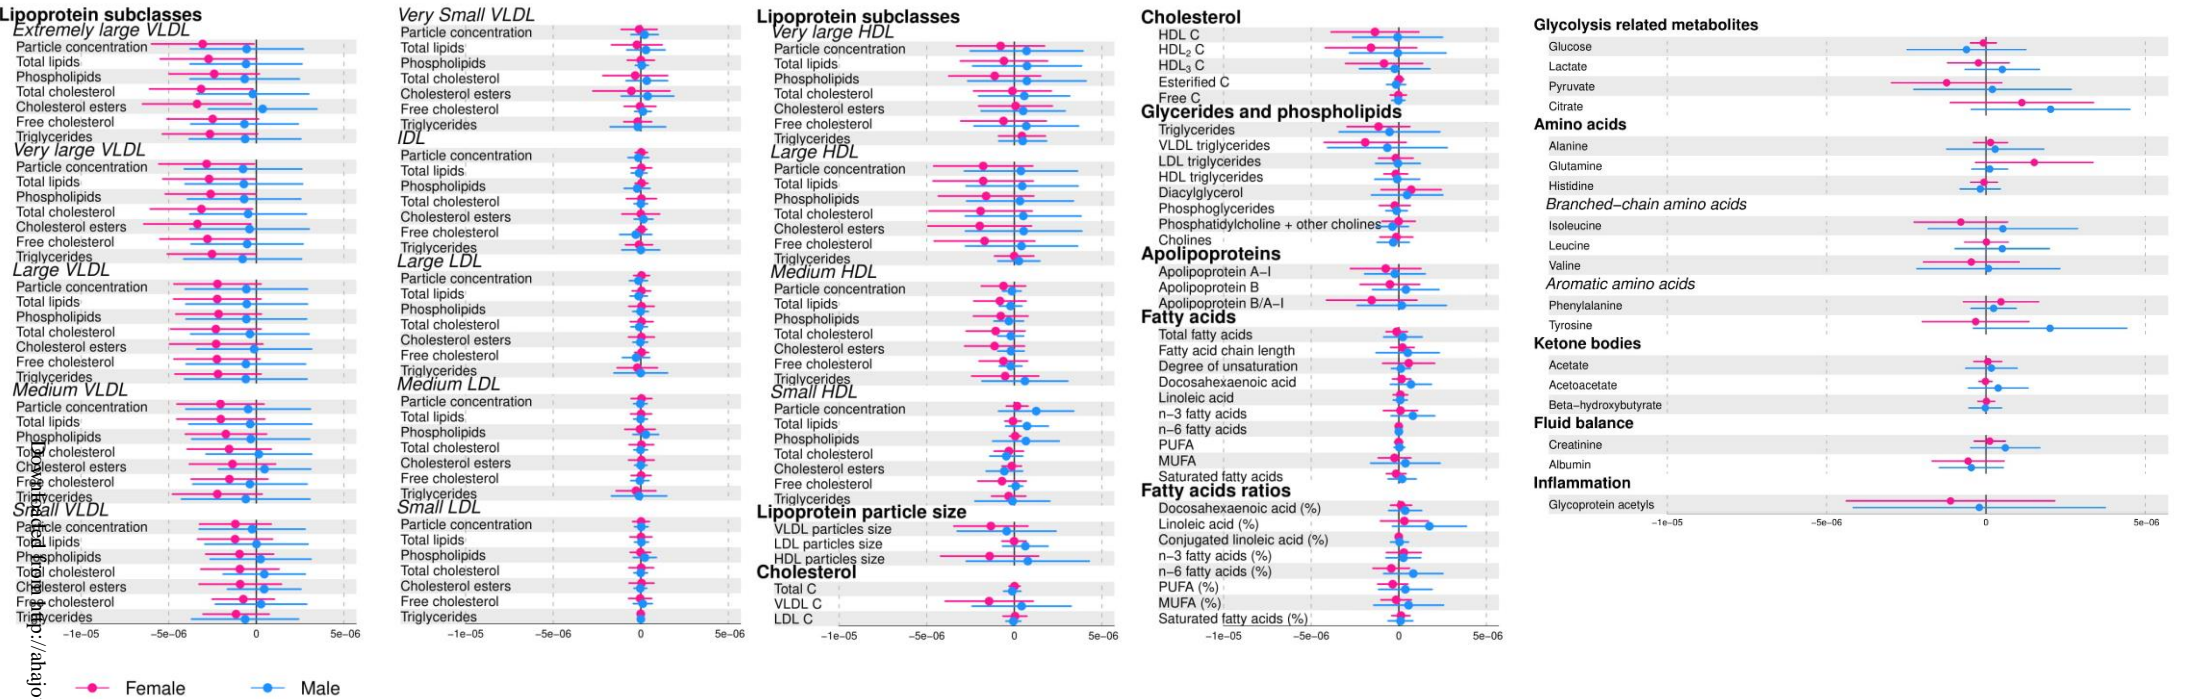 Lipoprotein subclasses
Extremely large VLDL
Particle concentration
Total lipids
Phospholipids
Total cholesterol
Cholesterol esters
Free cholesterol
Triglycerides
Very large VLDL
Particle concentration
Total lipids
Phospholipids
Total cholesterol
Cholesterol esters
Free cholesterol
Triglycerides
Large VLDL
Particle concentration
Total lipids
Phospholipids
Total cholesterol
Cholesterol esters
Free cholesterol
Triglycerides
Medium VLDL
Particle concentration
Total lipids
Phospholipids
Total cholesterol
Cholesterol esters
Free cholesterol
Triglycerides
Small VLDL
Particle concentration
Total lipids
Phospholipids
Total cholesterol
Cholesterol esters
Free cholesterol
Triglycerides
−1e−05 −5e−06 0 5e−06
Very Small VLDL
Particle concentration
Total lipids
Phospholipids
Total cholesterol
Cholesterol esters
Free cholesterol
Triglycerides
IDL
Particle concentration
Total lipids
Phospholipids
Total cholesterol
Cholesterol esters
Free cholesterol
Triglycerides
Large LDL
Particle concentration
Total lipids
Phospholipids
Total cholesterol
Cholesterol esters
Free cholesterol
Triglycerides
Medium LDL
Particle concentration
Total lipids
Phospholipids
Total cholesterol
Cholesterol esters
Free cholesterol
Triglycerides
Small LDL
Particle concentration
Total lipids
Phospholipids
Total cholesterol
Cholesterol esters
Free cholesterol
Triglycerides
−1e−05 −5e−06 0 5e−06
Lipoprotein subclasses
Very large HDL
Particle concentration
Total lipids
Phospholipids
Total cholesterol
Cholesterol esters
Free cholesterol
Triglycerides
Large HDL
Particle concentration
Total lipids
Phospholipids
Total cholesterol
Cholesterol esters
Free cholesterol
Triglycerides
Medium HDL
Particle concentration
Total lipids
Phospholipids
Total cholesterol
Cholesterol esters
Free cholesterol
Triglycerides
Small HDL
Particle concentration
Total lipids
Phospholipids
Total cholesterol
Cholesterol esters
Free cholesterol
Triglycerides
Lipoprotein particle size
VLDL particles size
LDL particles size
HDL particles size
Cholesterol
Total C
VLDL C
LDL C
−1e−05 −5e−06 0 5e−06
Cholesterol
HDL C
HDL₂ C
HDL₃ C
Esterified C
Free C
Glycerides and phospholipids
Triglycerides
VLDL triglycerides
LDL triglycerides
HDL triglycerides
Diacylglycerol
Phosphoglycerides
Phosphatidylcholine + other cholines
Cholines
Apolipoproteins
Apolipoprotein A−I
Apolipoprotein B
Apolipoprotein B/A−I
Fatty acids
Total fatty acids
Fatty acid chain length
Degree of unsaturation
Docosahexaenoic acid
Linoleic acid
n−3 fatty acids
n−6 fatty acids
PUFA
MUFA
Saturated fatty acids
Fatty acids ratios
Docosahexaenoic acid (%)
Linoleic acid (%)
Conjugated linoleic acid (%)
n−3 fatty acids (%)
n−6 fatty acids (%)
PUFA (%)
MUFA (%)
Saturated fatty acids (%)
−1e−05 −5e−06 0 5e−06
Glycolysis related metabolites
Glucose
Lactate
Pyruvate
Citrate
Amino acids
Alanine
Glutamine
Histidine
Branched−chain amino acids
Isoleucine
Leucine
Valine
Aromatic amino acids
Phenylalanine
Tyrosine
Ketone bodies
Acetate
Acetoacetate
Beta−hydroxybutyrate
Fluid balance
Creatinine
Albumin
Inflammation
Glycoprotein acetyls
−1e−05 −5e−06 0 5e−06
Female Male
Downloaded from http://ahajo